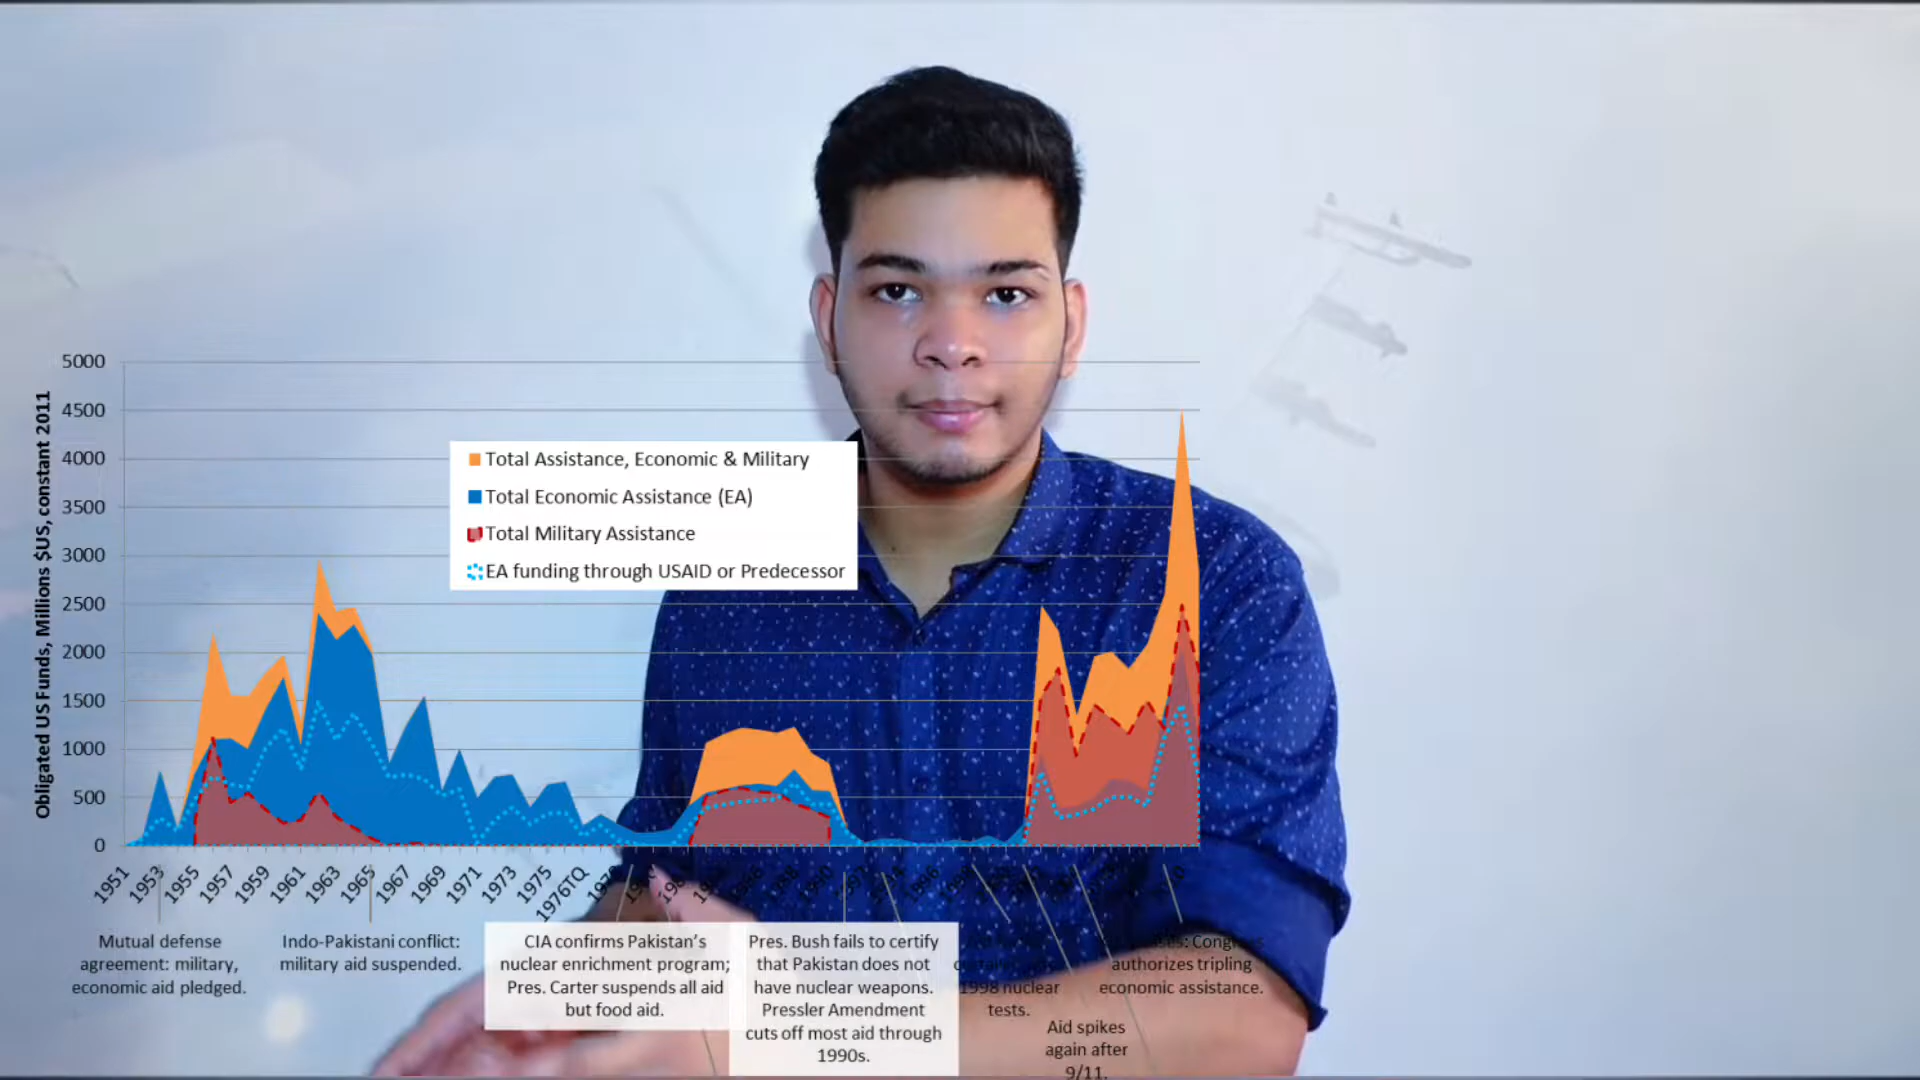 5000
4500
4000
3500
3000
2500
2000
1500
1000
500
0
Obligated US Funds, Millions $US, constant 2011
Total Assistance, Economic & Military
Total Economic Assistance (EA)
Total Military Assistance
EA funding through USAID or Predecessor
1951
1953
1955
1957
1959
1961
1963
1965
1967
1969
1971
1973
1975
1976TQ
1990
Mutual defense
agreement: military,
economic aid pledged.
Indo-Pakistani conflict:
military aid suspended.
CIA confirms Pakistan's
nuclear enrichment program;
Pres. Carter suspends all aid
but food aid.
Pres. Bush fails to certify
that Pakistan does not
have nuclear weapons.
Pressler Amendment
cuts off most aid through
1990s.
1998 nuclear
tests.
Aid spikes
again after
9/11.
Congress
authorizes tripling
economic assistance.